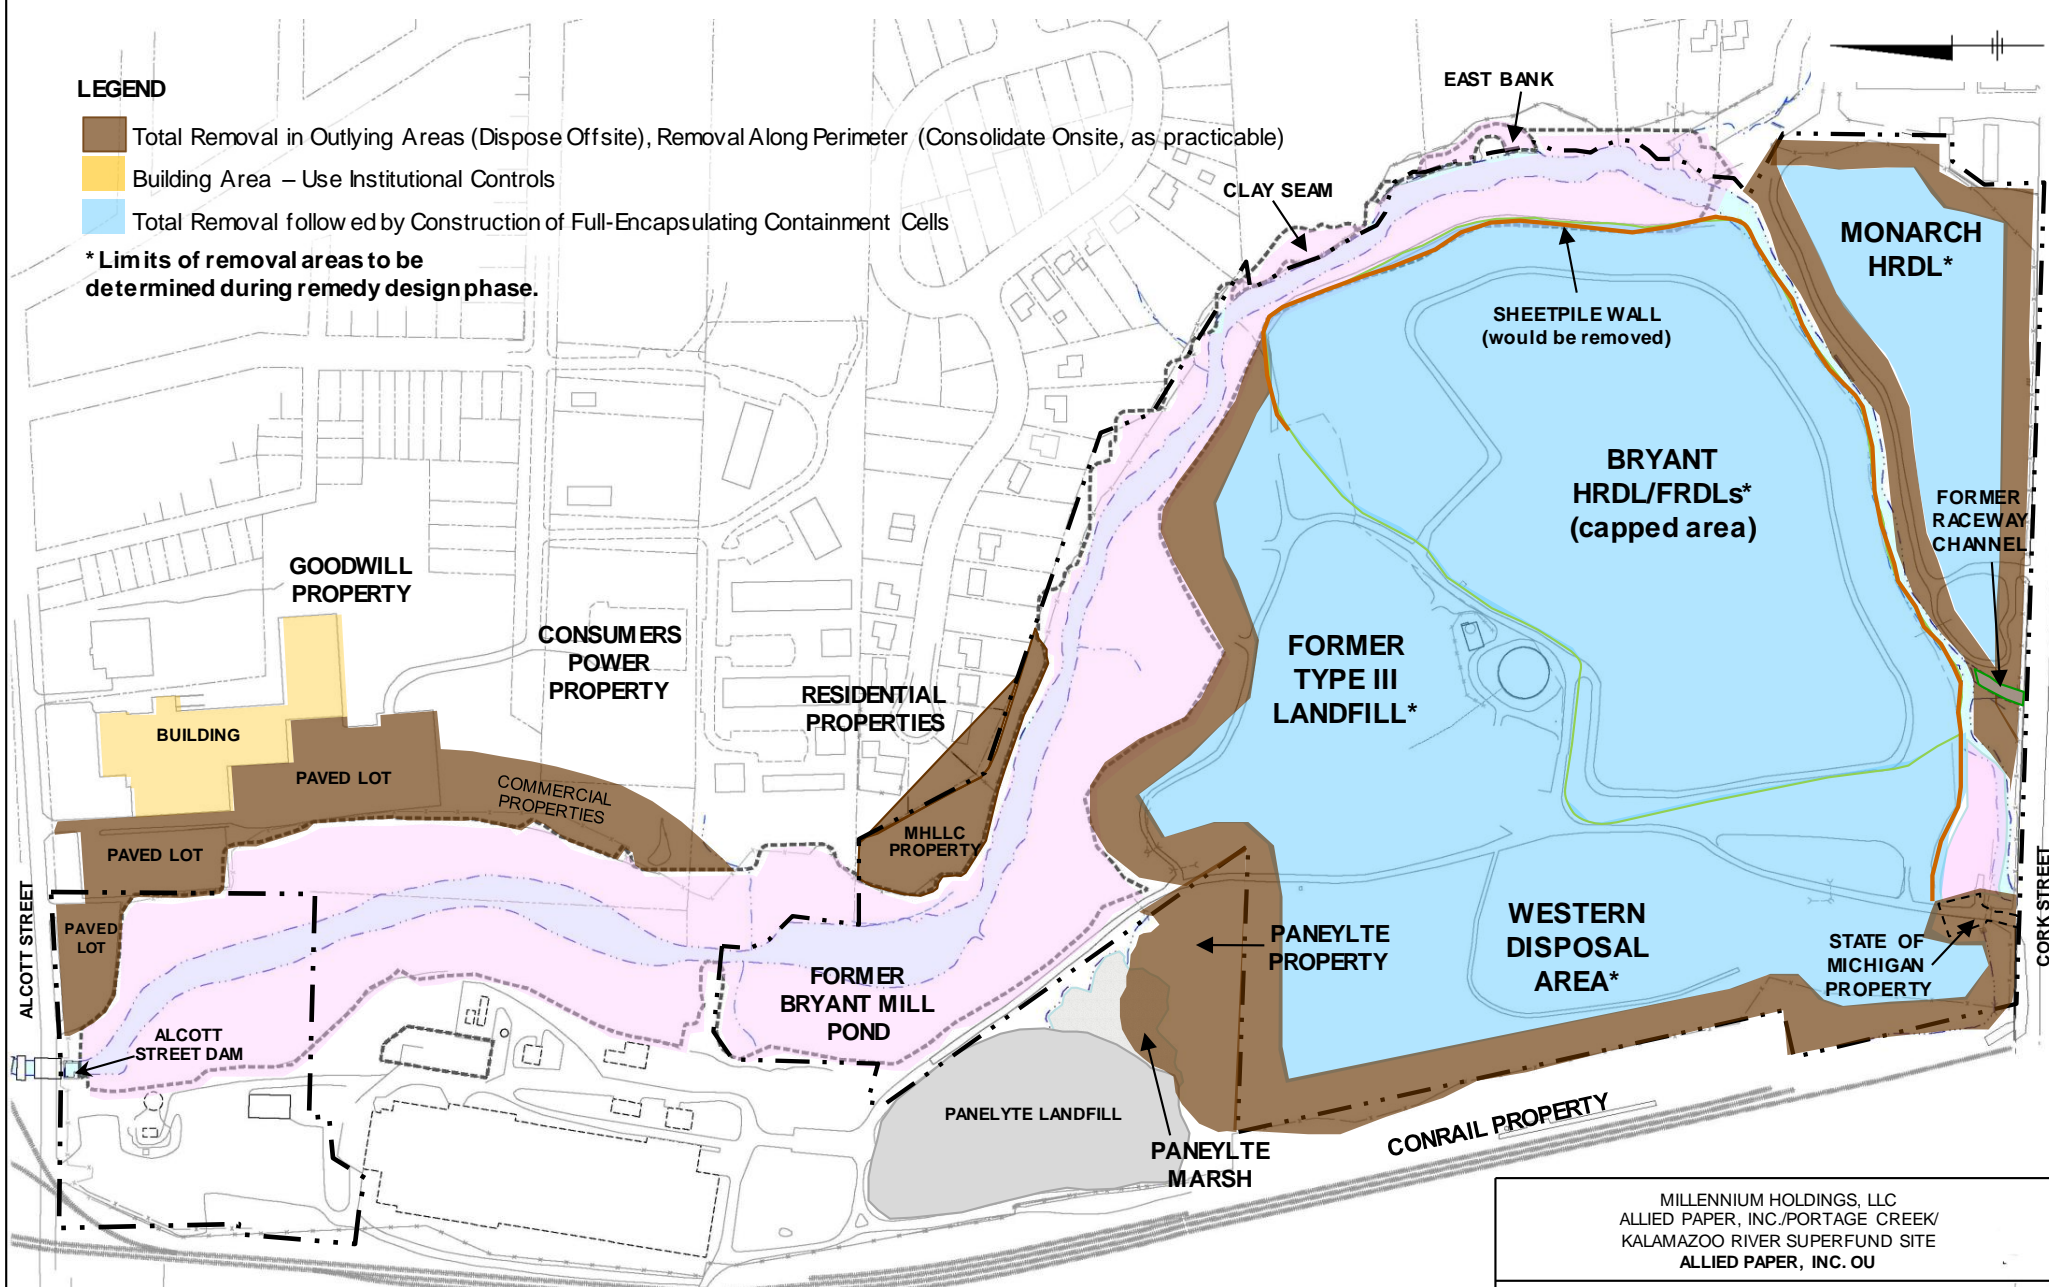 LEGEND
Total Removal in Outlying Areas (Dispose Offsite), Removal Along Perimeter (Consolidate Onsite, as practicable)
Building Area – Use Institutional Controls
Total Removal followed by Construction of Full-Encapsulating Containment Cells
* Limits of removal areas to be
determined during remedy design phase.
EAST BANK
CLAY SEAM
MONARCH
HRDL*
SHEETPILE WALL
(would be removed)
BRYANT
HRDL/FRDLs*
(capped area)
FORMER
RACEWAY
CHANNEL
GOODWILL
PROPERTY
CONSUMERS
POWER
PROPERTY
RESIDENTIAL
PROPERTIES
FORMER
TYPE III
LANDFILL*
BUILDING
PAVED LOT
COMMERCIAL
PROPERTIES
MHLLC
PROPERTY
PAVED LOT
PAVED
LOT
ALCOTT STREET
ALCOTT
STREET DAM
FORMER
BRYANT MILL
POND
PANEYLTE
PROPERTY
WESTERN
DISPOSAL
AREA*
STATE OF
MICHIGAN
PROPERTY
CORK STREET
PANELYTE LANDFILL
PANEYLTE
MARSH
CONRAIL PROPERTY
MILLENNIUM HOLDINGS, LLC
ALLIED PAPER, INC./PORTAGE CREEK/
KALAMAZOO RIVER SUPERFUND SITE
ALLIED PAPER, INC. OU